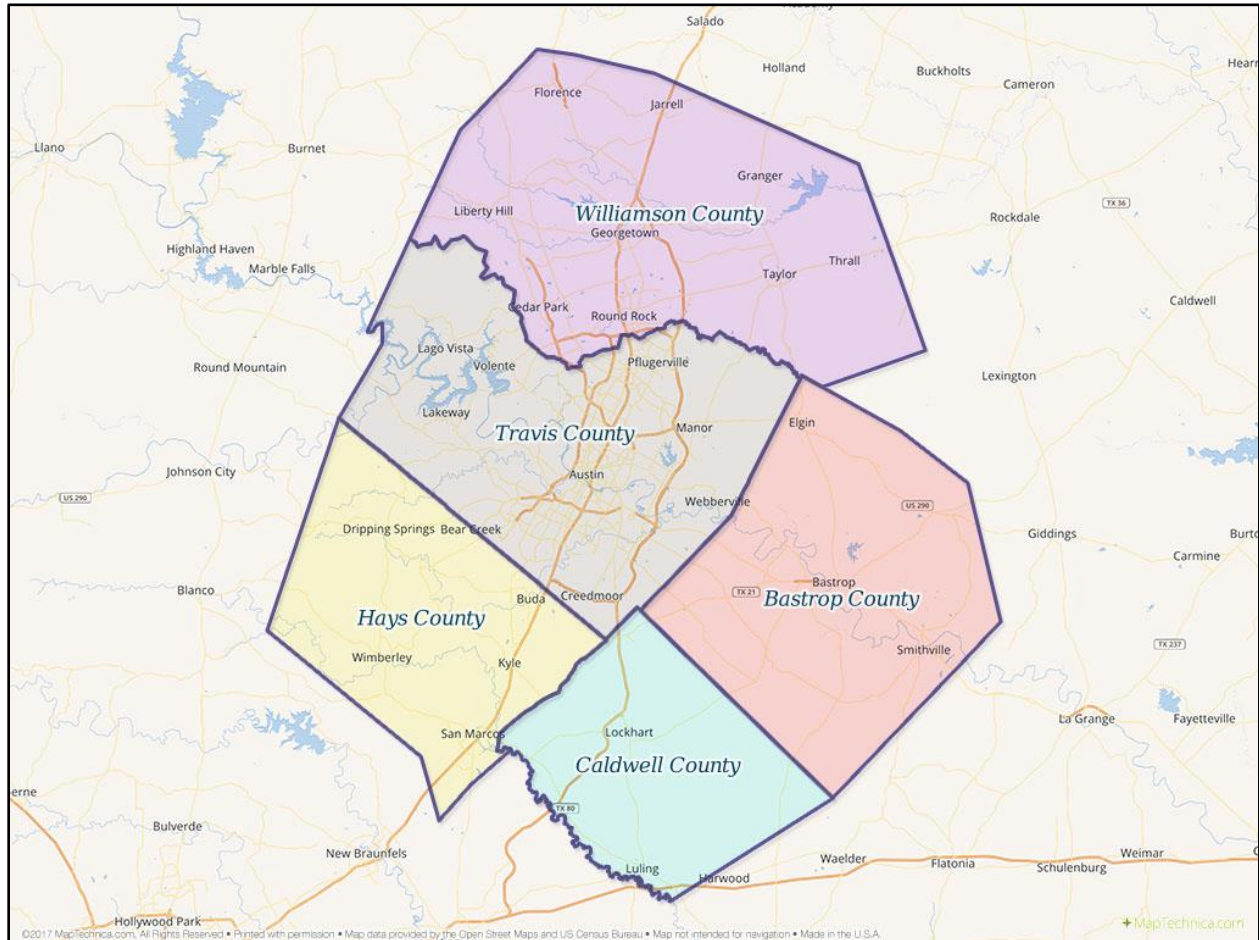 Salado
Holland
Buckholts
Cameron
Florence
Jarrell
Llano
Burnet
Granger
Liberty Hill
Williamson County
Georgetown
Rockdale
TX 36
Highland Haven
Marble Falls
Taylor
Thrall
Cedar Park
Round Rock
Caldwell
Lago Vista
Volente
Pflugerville
Round Mountain
Lexington
Lakeway
Travis County
Manor
Elgin
Johnson City
Austin
US 290
Webberville
US 290
Dripping Springs
Bear Creek
Giddings
Carmine
Blanco
Buda
Creedmoor
Bastrop
TX 21
Bastrop County
Hays County
Wimberley
Kyle
Smithville
TX 237
San Marcos
Lockhart
La Grange
Fayetteville
Caldwell County
TX 80
Bulverde
New Braunfels
Luling
Harwood
Waelder
Flatonia
Schulenburg
Weimar
Hollywood Park
MapTechnica.com
©2017 MapTechnica.com, All Rights Reserved • Printed with permission • Map data provided by the Open Street Maps and US Census Bureau • Map not intended for navigation • Made in the U.S.A